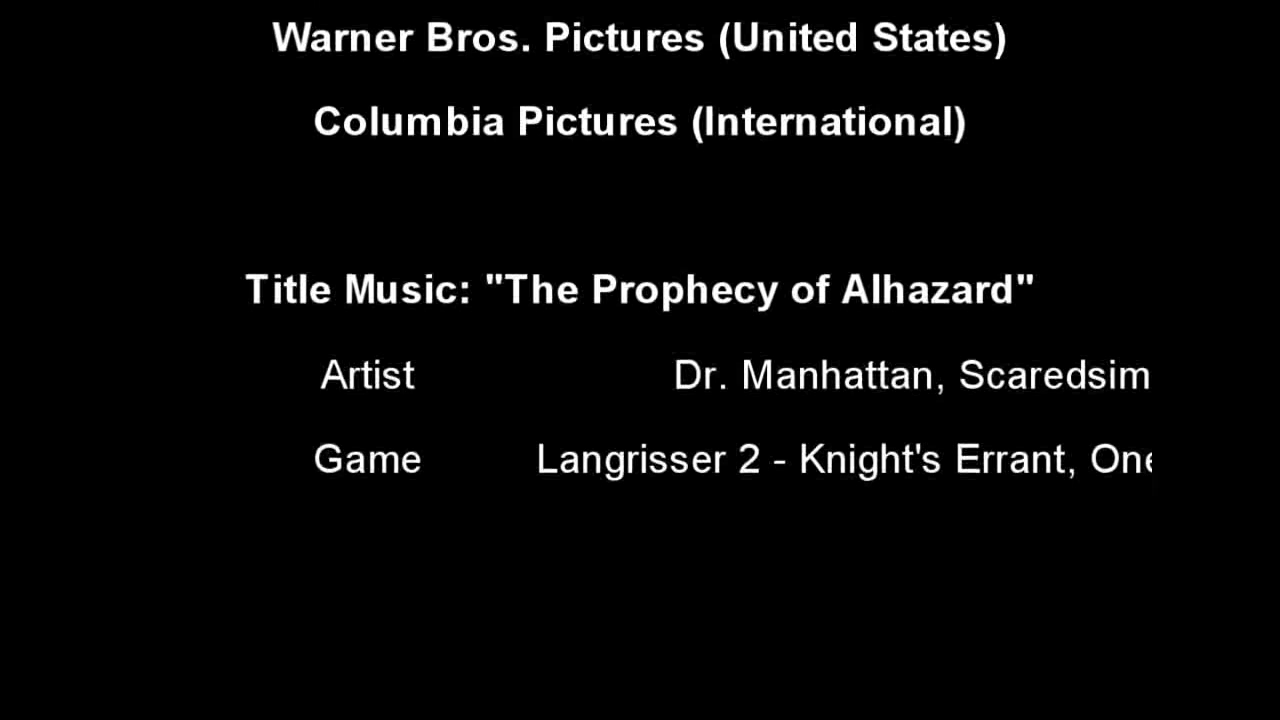 Warner Bros. Pictures (United States)
Columbia Pictures (International)
Title Music: "The Prophecy of Alhazard"
Artist Dr. Manhattan, Scaredsim
Game Langrisser 2 - Knight's Errant, One